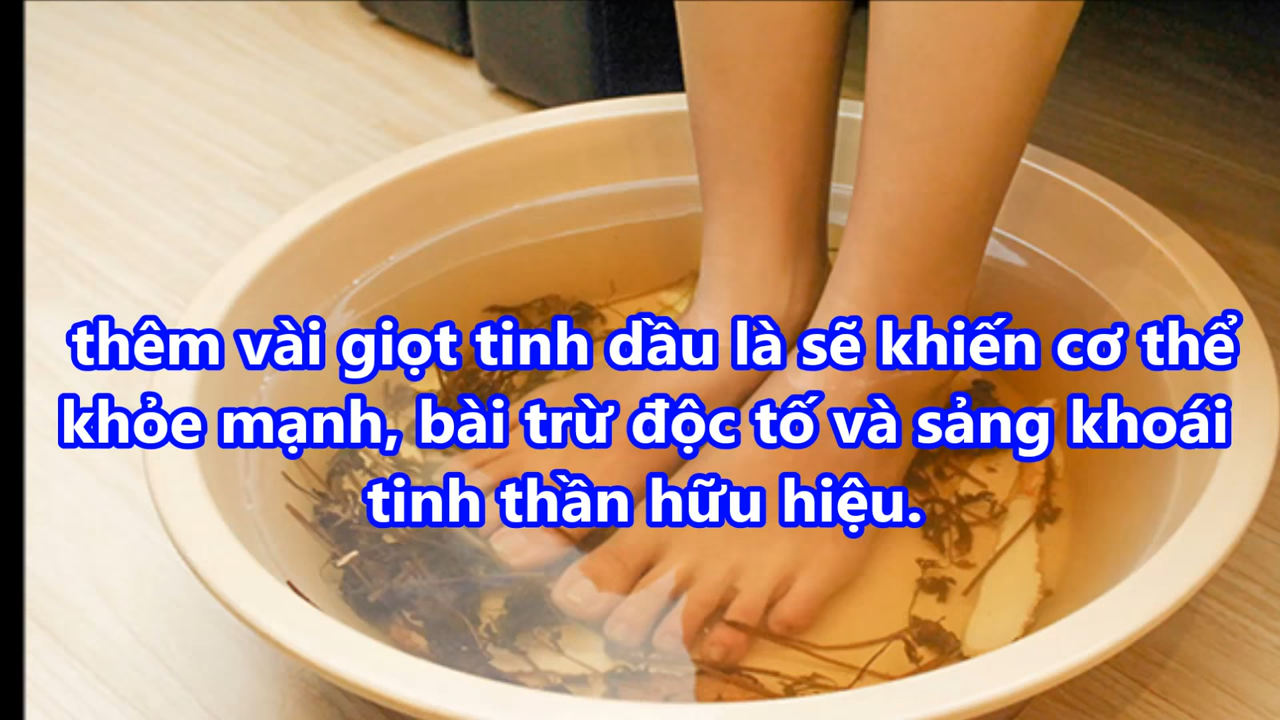 thêm vài giọt tinh dầu là sẽ khiến cơ thể
khỏe mạnh, bài trừ độc tố và sảng khoái
tinh thần hữu hiệu.